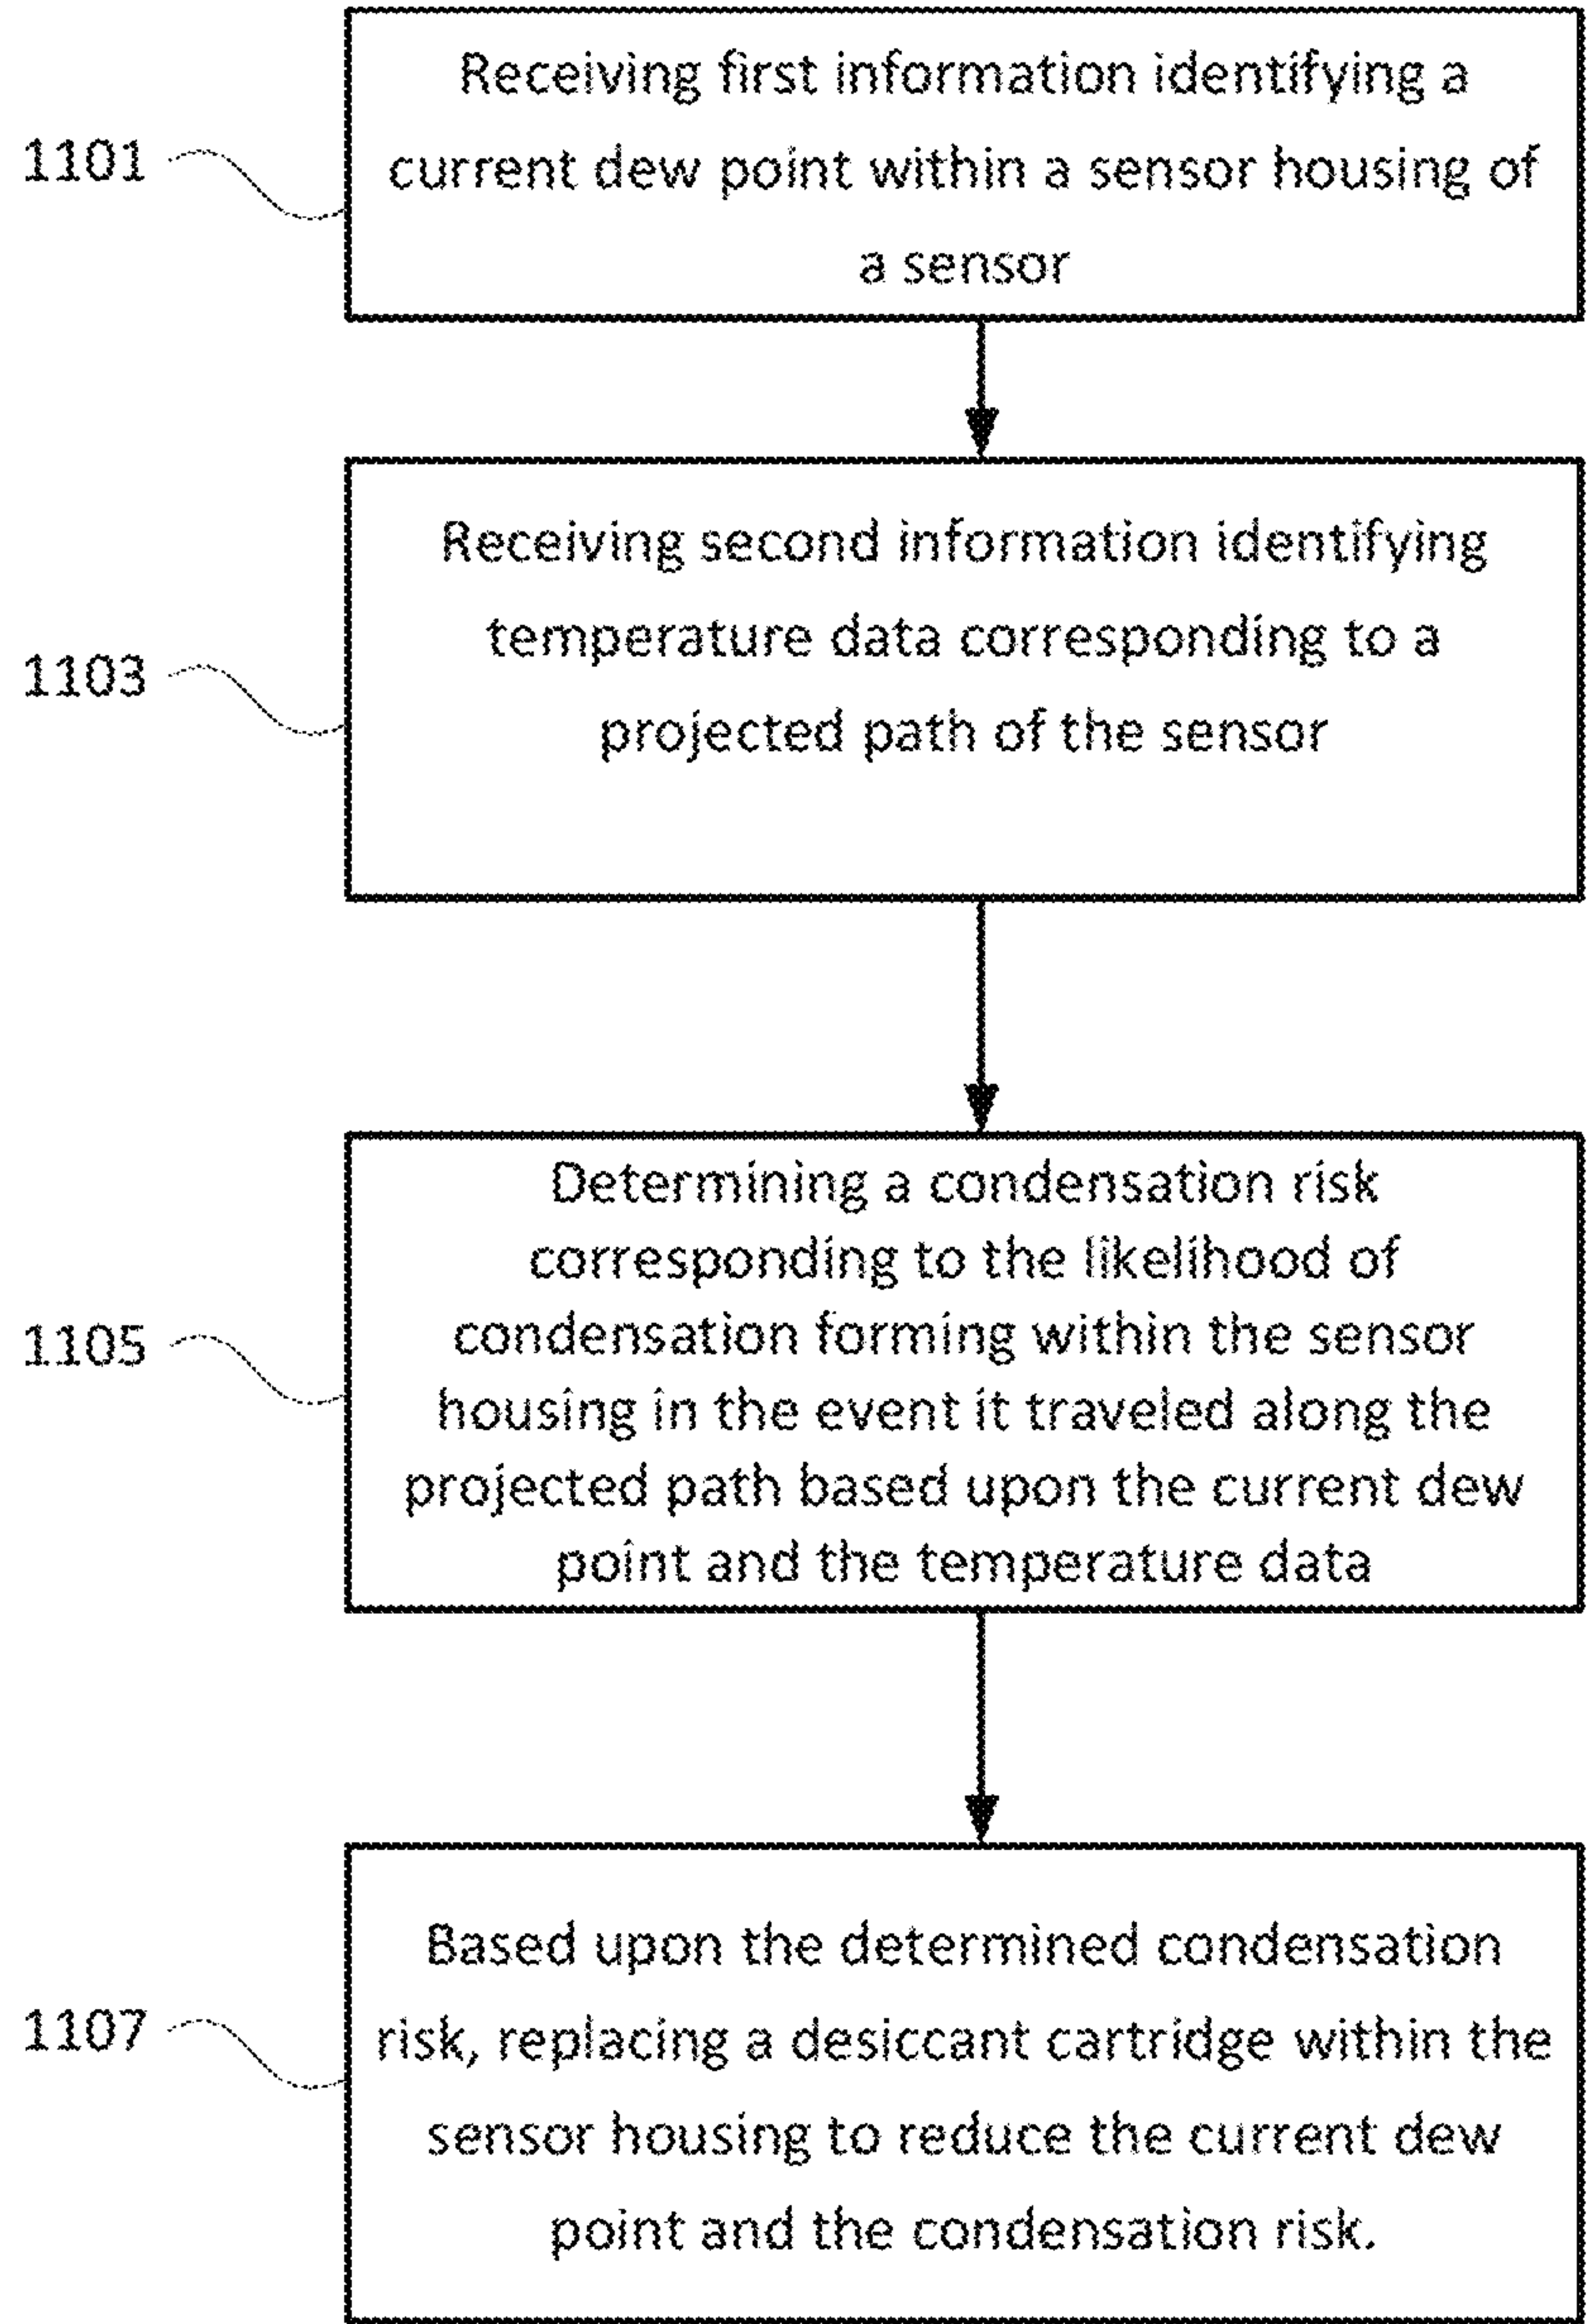 Receiving first information identifying a
1101
current dew point within a sensor housing of
a sensor
Receiving second information identifying
temperature data corresponding to a
1103
projected path of the sensor
Determining a condensation risk
corresponding to the likelihood of
1105
condensation forming within the sensor
housing in the event it traveled along the
projected path based upon the current dew
point and the temperature data
Based upon the determined condensation
1107
risk, replacing a desiccant cartridge within the
sensor housing to reduce the current dew
point and the condensation risk.